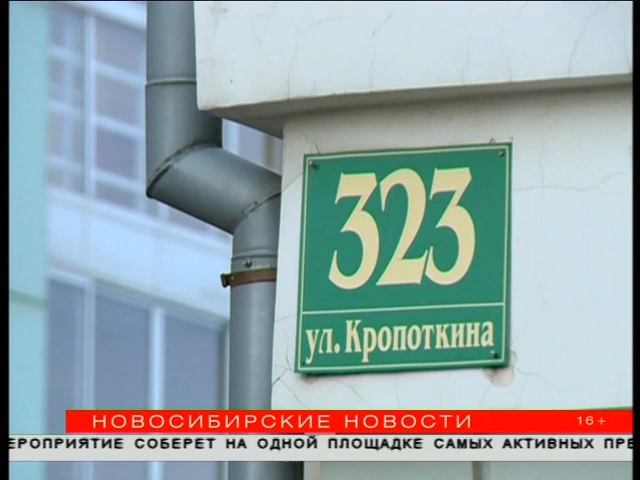 323
ул. Кропоткина
НОВОСИБИРСКИЕ НОВОСТИ 16+
СОБЕРЕТ НА ОДНОЙ ПЛОЩАДКЕ САМЫХ АКТИВНЫХ